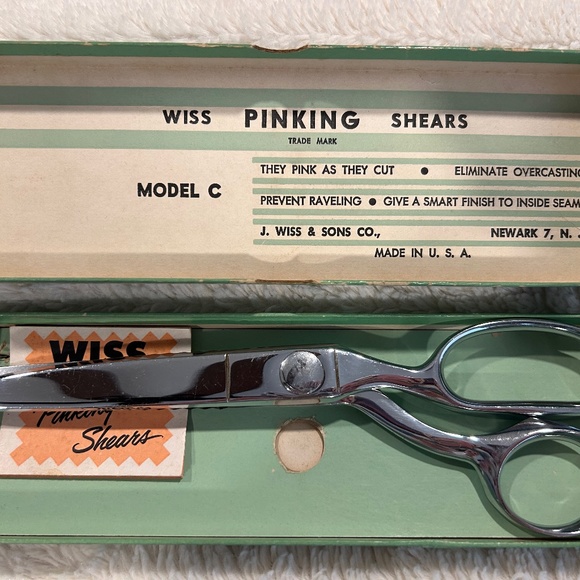 WISS PINKING SHEARS
TRADE MARK
THEY PINK AS THEY CUT • ELIMINATE OVERCASTING
MODEL C
PREVENT RAVELING • GIVE A SMART FINISH TO INSIDE SEAM
J. WISS & SONS CO., NEWARK 7, N. J.
MADE IN U. S. A.
WISS
Pinking
Shears